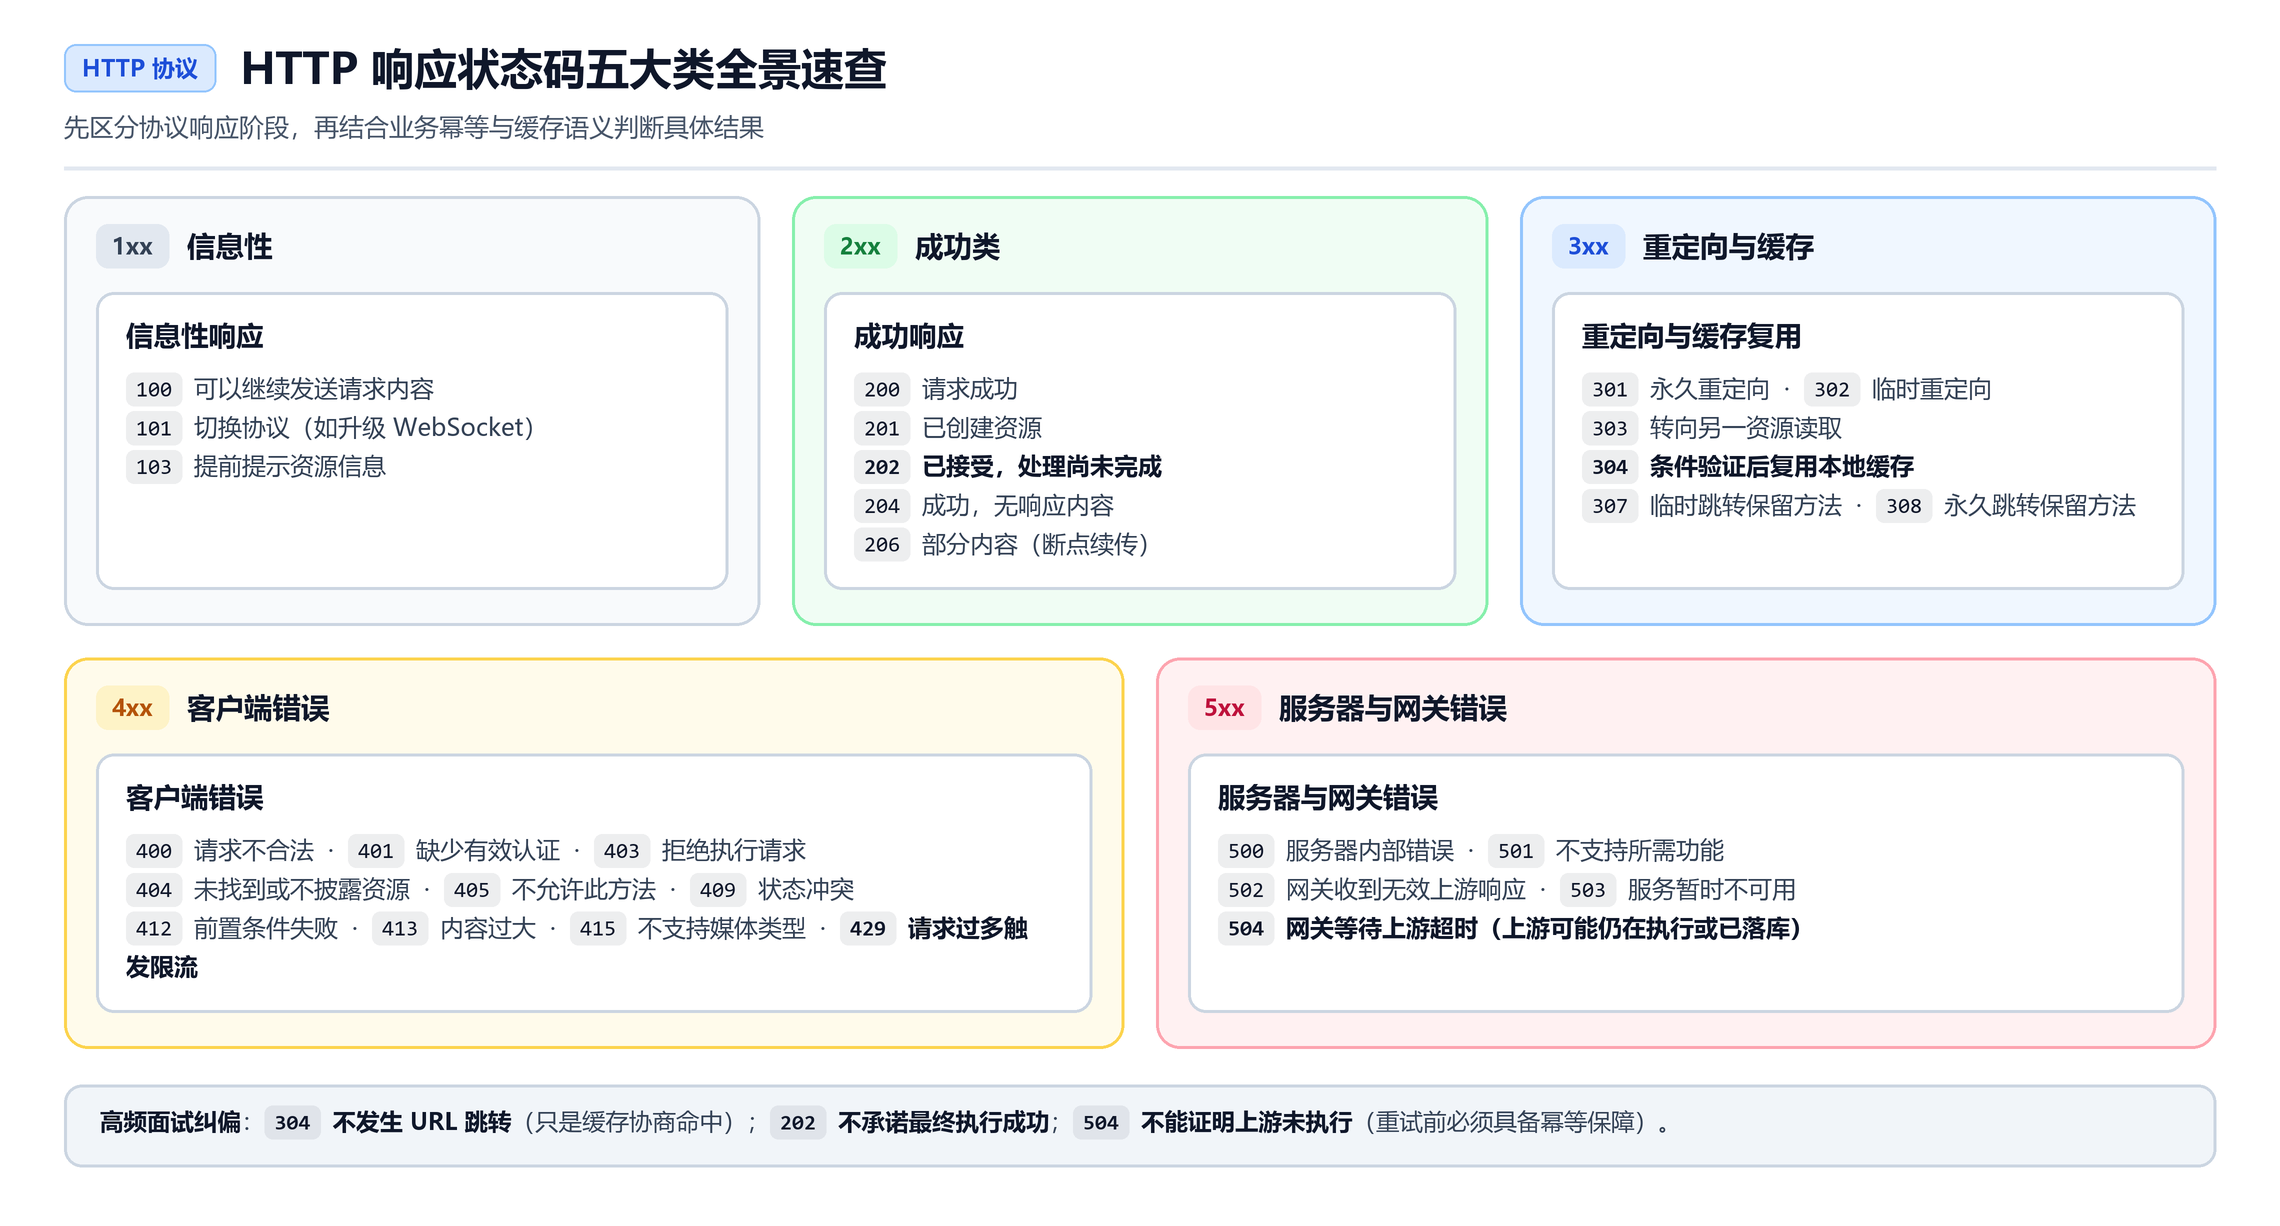 HTTP 协议
HTTP 响应状态码五大类全景速查
先区分协议响应阶段，再结合业务幂等与缓存语义判断具体结果
1xx 信息性
信息性响应
100 可以继续发送请求内容
101 切换协议（如升级 WebSocket）
103 提前提示资源信息
2xx 成功类
成功响应
200 请求成功
201 已创建资源
202 已接受，处理尚未完成
204 成功，无响应内容
206 部分内容（断点续传）
3xx 重定向与缓存
重定向与缓存复用
301 永久重定向 · 302 临时重定向
303 转向另一资源读取
304 条件验证后复用本地缓存
307 临时跳转保留方法 · 308 永久跳转保留方法
4xx 客户端错误
客户端错误
400 请求不合法 · 401 缺少有效认证 · 403 拒绝执行请求
404 未找到或不披露资源 · 405 不允许此方法 · 409 状态冲突
412 前置条件失败 · 413 内容过大 · 415 不支持媒体类型 · 429 请求过多触
发限流
5xx 服务器与网关错误
服务器与网关错误
500 服务器内部错误 · 501 不支持所需功能
502 网关收到无效上游响应 · 503 服务暂时不可用
504 网关等待上游超时（上游可能仍在执行或已落库）
高频面试纠偏：304 不发生 URL 跳转（只是缓存协商命中）；202 不承诺最终执行成功；504 不能证明上游未执行（重试前必须具备幂等保障）。